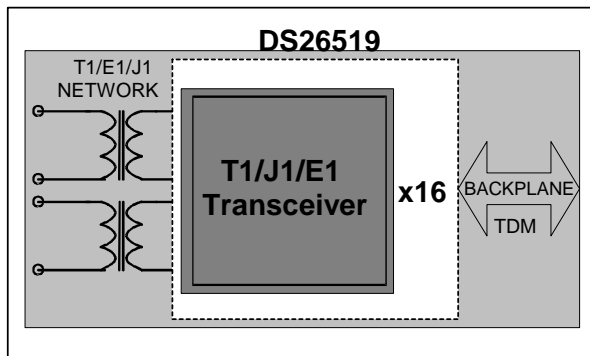 DS26519
T1/E1/J1
NETWORK
T1/J1/E1
Transceiver
x16
BACKPLANE
TDM